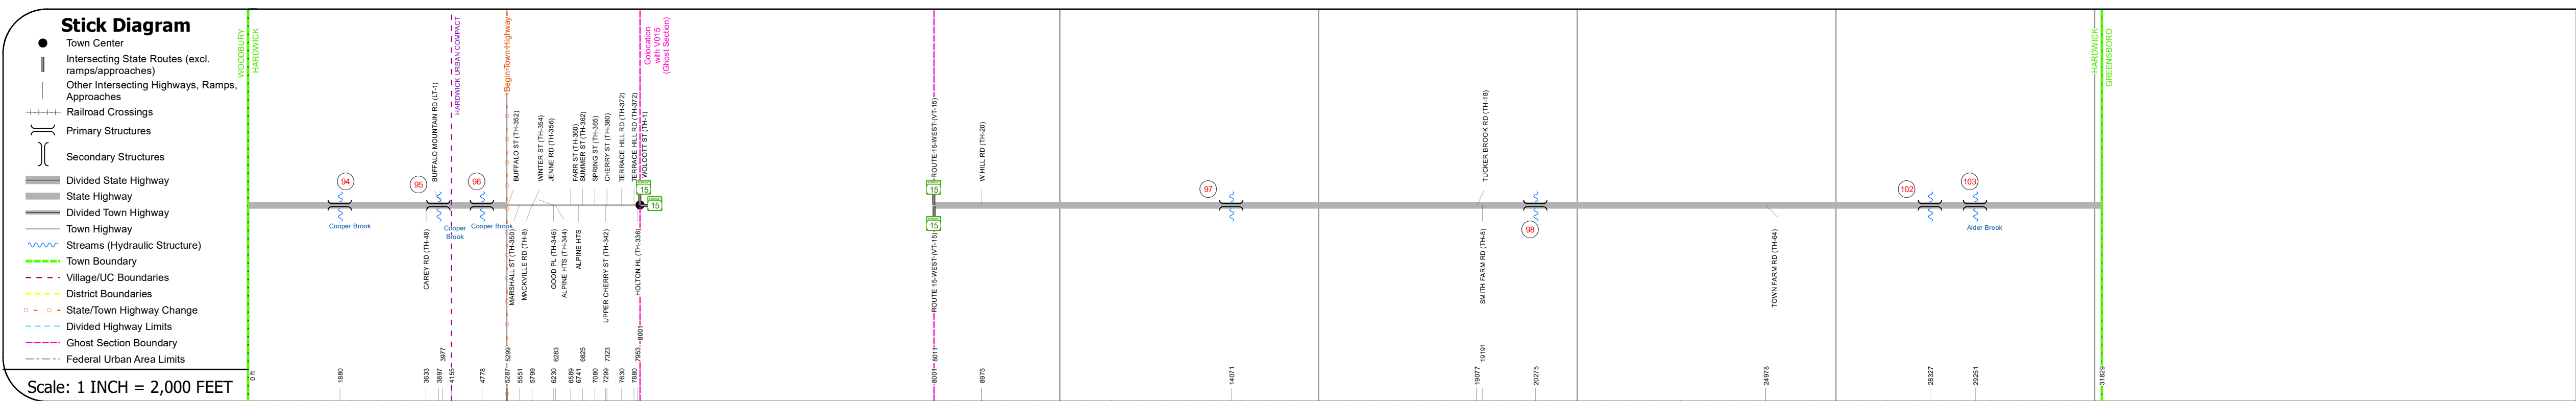 Stick Diagram
Town Center
Intersecting State Routes (excl.
ramps/approaches)
Other Intersecting Highways, Ramps,
Approaches
Railroad Crossings
Primary Structures
Secondary Structures
Divided State Highway
State Highway
Divided Town Highway
Town Highway
Streams (Hydraulic Structure)
Town Boundary
Village/UC Boundaries
District Boundaries
State/Town Highway Change
Divided Highway Limits
Ghost Section Boundary
Federal Urban Area Limits
Scale: 1 INCH = 2,000 FEET
WOODBURY
HARDWICK
HARDWICK URBAN COMPACT
Begin Town Highway
Colocation
with V015
(Ghost Section)
HARDWICK
GREENSBORO
BUFFALO MOUNTAIN RD (LT-1)
BUFFALO ST (TH-352)
WINTER ST (TH-354)
JENNE RD (TH-356)
FARR ST (TH-360)
SUMMER ST (TH-362)
SPRING ST (TH-365)
CHERRY ST (TH-380)
TERRACE HILL RD (TH-372)
TERRACE HILL RD (TH-372)
WOLCOTT ST (TH-1)
ROUTE 15-WEST (VT-15)
W HILL RD (TH-20)
TUCKER BROOK RD (TH-18)
94
95
96
15
15
15
15
97
98
102
103
Cooper Brook
Cooper
Brook
Cooper Brook
Alder Brook
CAREY RD (TH-48)
MARSHALL ST (TH-350)
MACKVILLE RD (TH-8)
GOOD PL (TH-346)
ALPINE HTS (TH-344)
ALPINE HTS
UPPER CHERRY ST (TH-342)
HOLTON HL (TH-336)
ROUTE 15-WEST (VT-15)
SMITH FARM RD (TH-8)
TOWN FARM RD (TH-64)
0 ft
1880
3633
3897
3977
4155
4778
5287
5299
5551
5799
6230
6283
6589
6741
6825
7080
7299
7323
7630
7880
7953
8001
8001
8011
8975
14071
19077
19191
20275
24978
28327
29251
31829